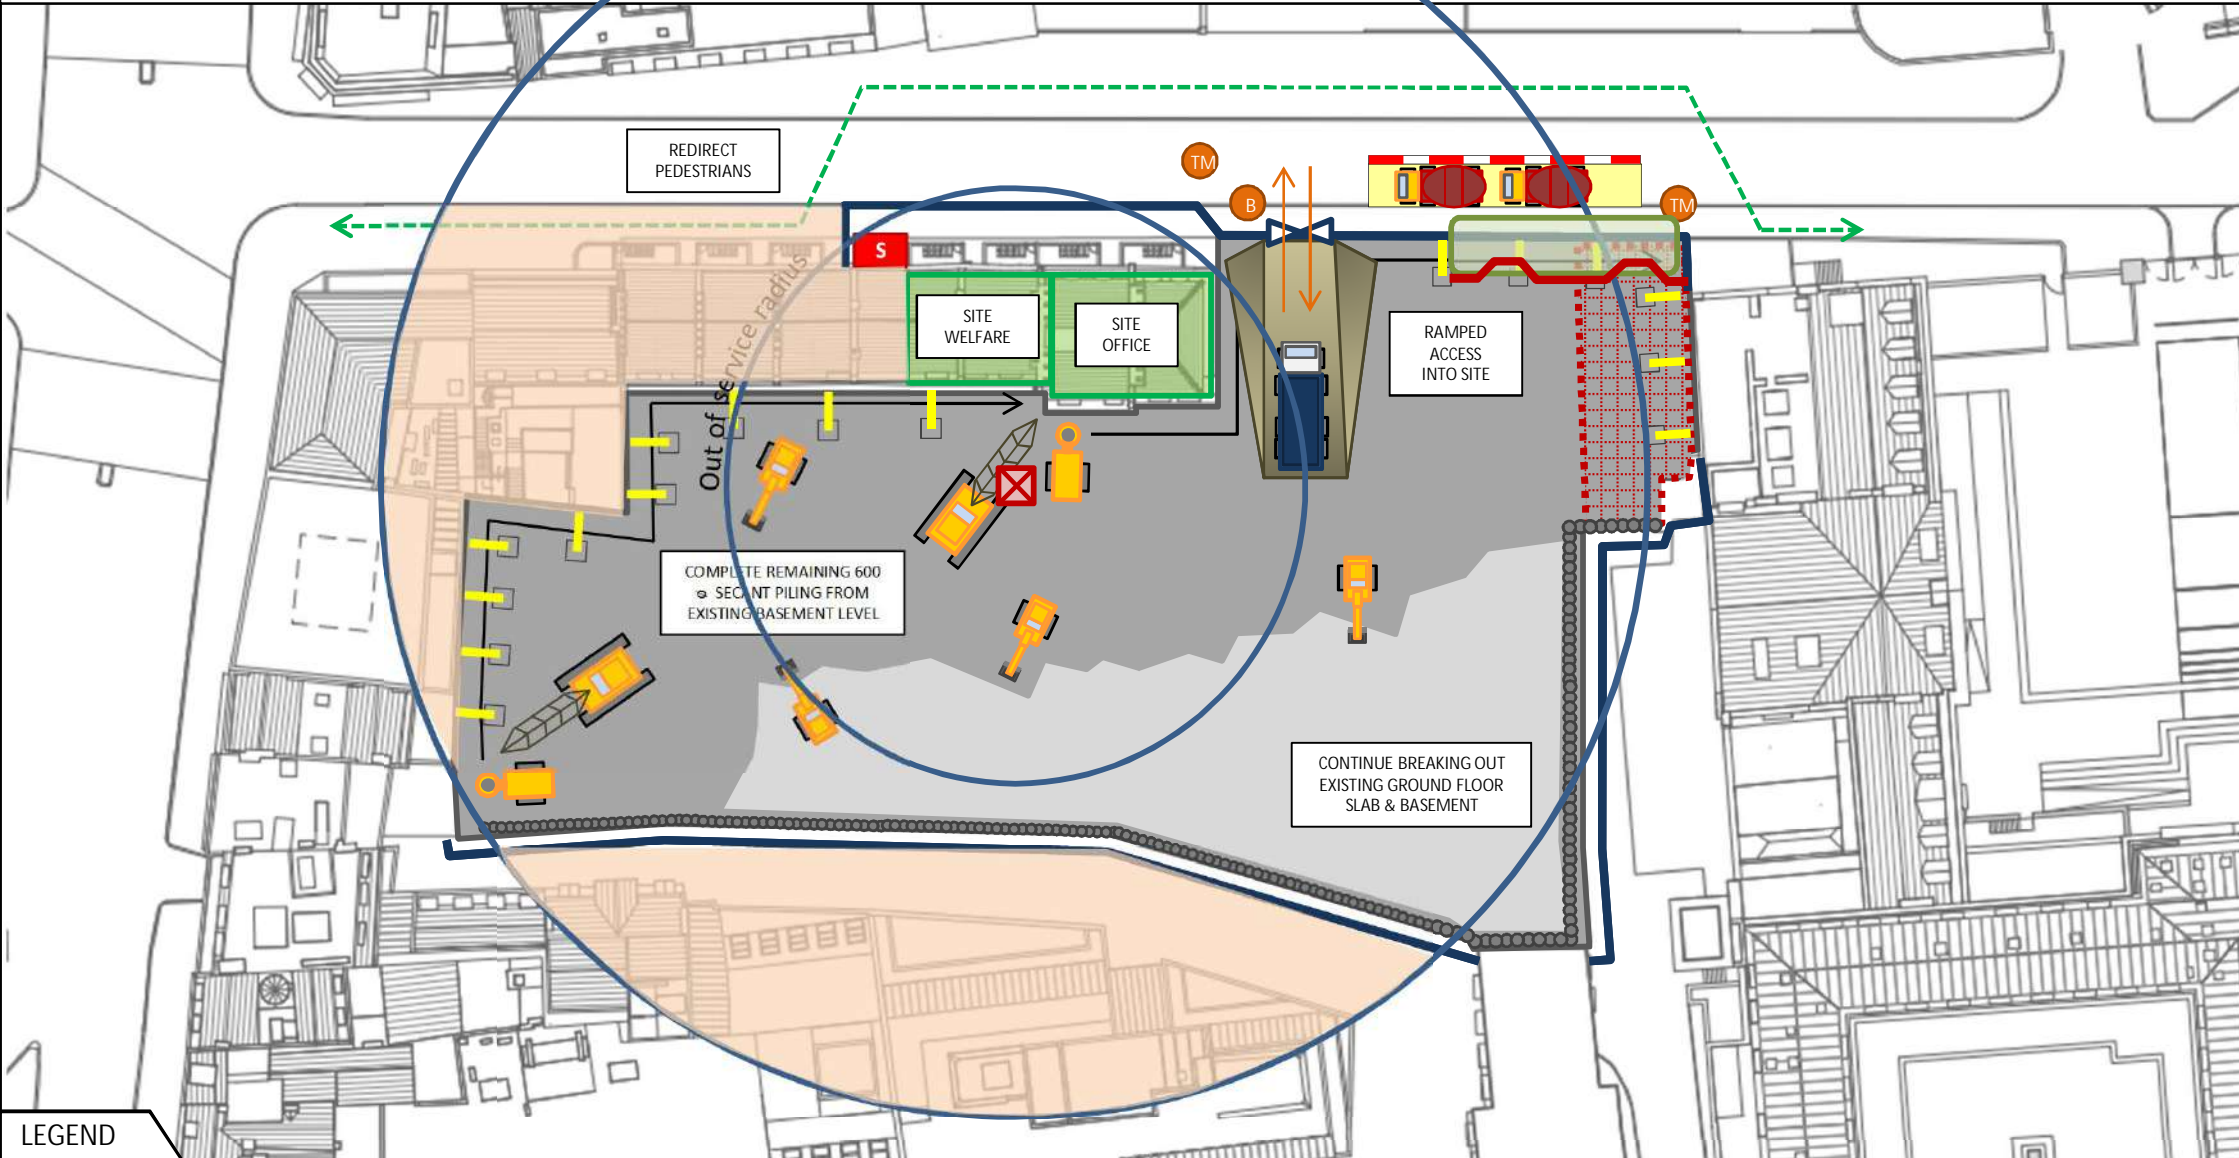 REDIRECT
PEDESTRIANS
TM
B
TM
S
Out of service radius
SITE
WELFARE
SITE
OFFICE
RAMPED
ACCESS
INTO SITE
COMPLETE REMAINING 600
ø SECANT PILING FROM
EXISTING BASEMENT LEVEL
CONTINUE BREAKING OUT
EXISTING GROUND FLOOR
SLAB & BASEMENT
LEGEND